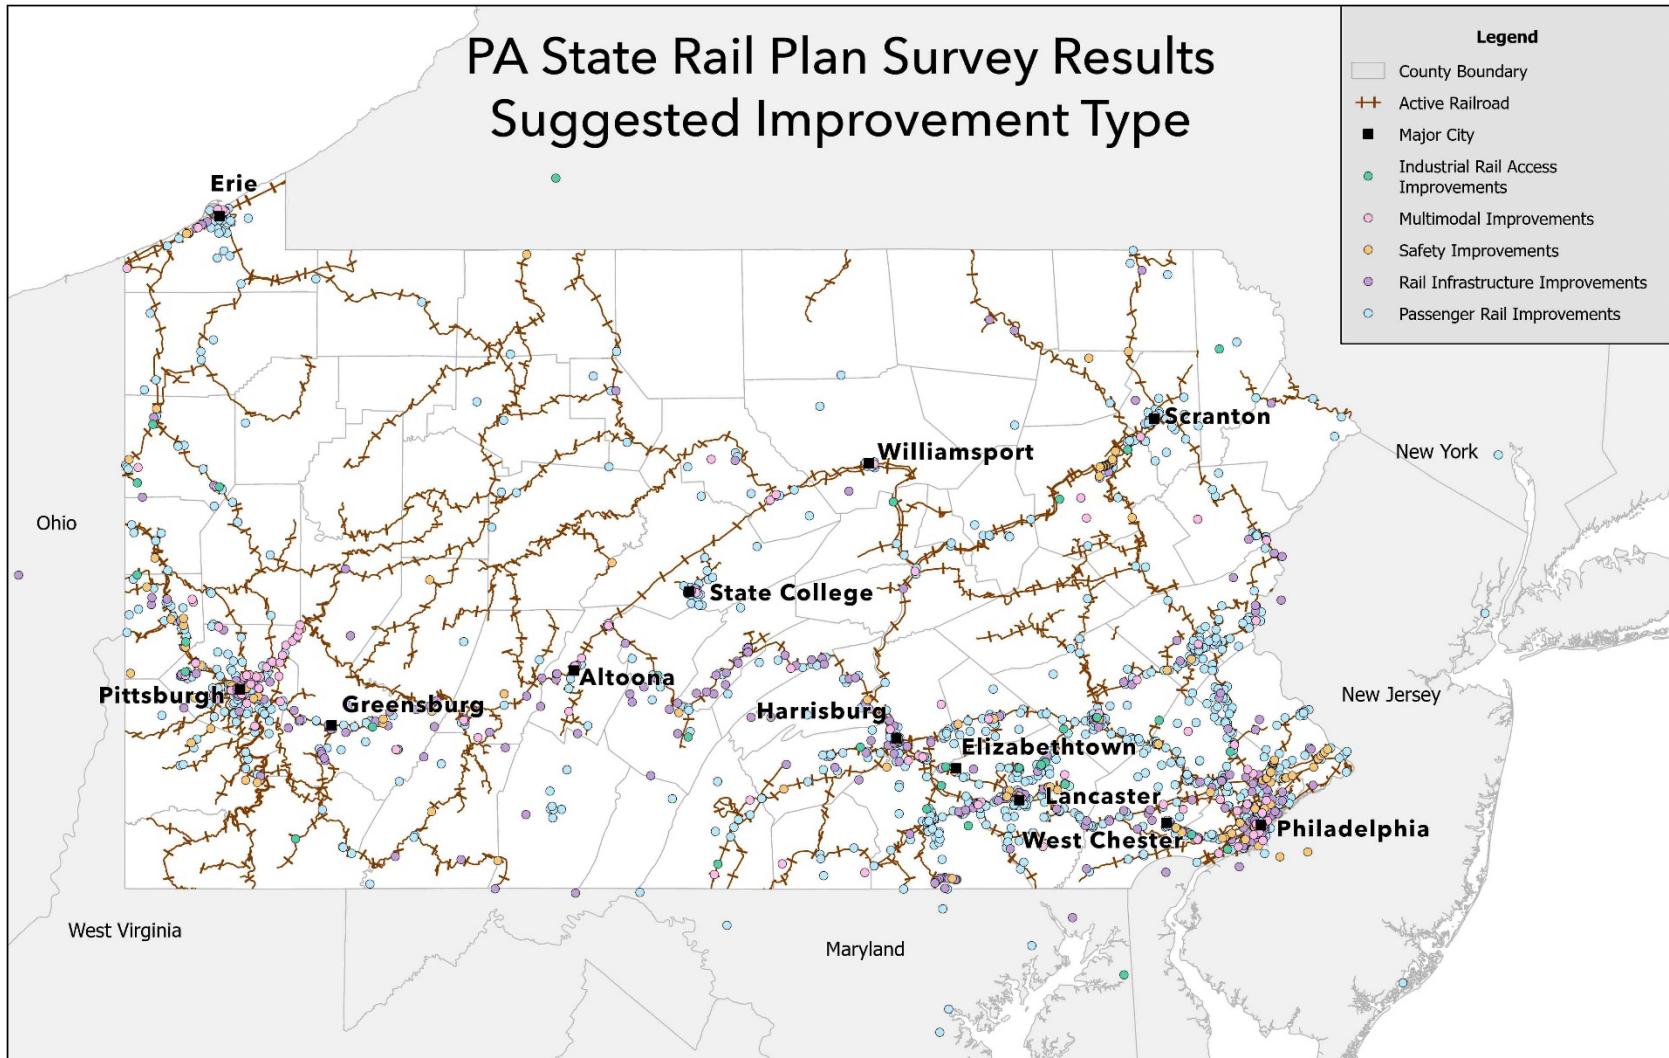 PA State Rail Plan Survey Results
Suggested Improvement Type
Legend
County Boundary
Active Railroad
Major City
Industrial Rail Access
Improvements
Multimodal Improvements
Safety Improvements
Rail Infrastructure Improvements
Passenger Rail Improvements
Erie
Scranton
Williamsport
New York
Ohio
State College
Altoona
Pittsburgh
Greensburg
New Jersey
Harrisburg
Elizabethtown
Lancaster
West Chester
Philadelphia
West Virginia
Maryland